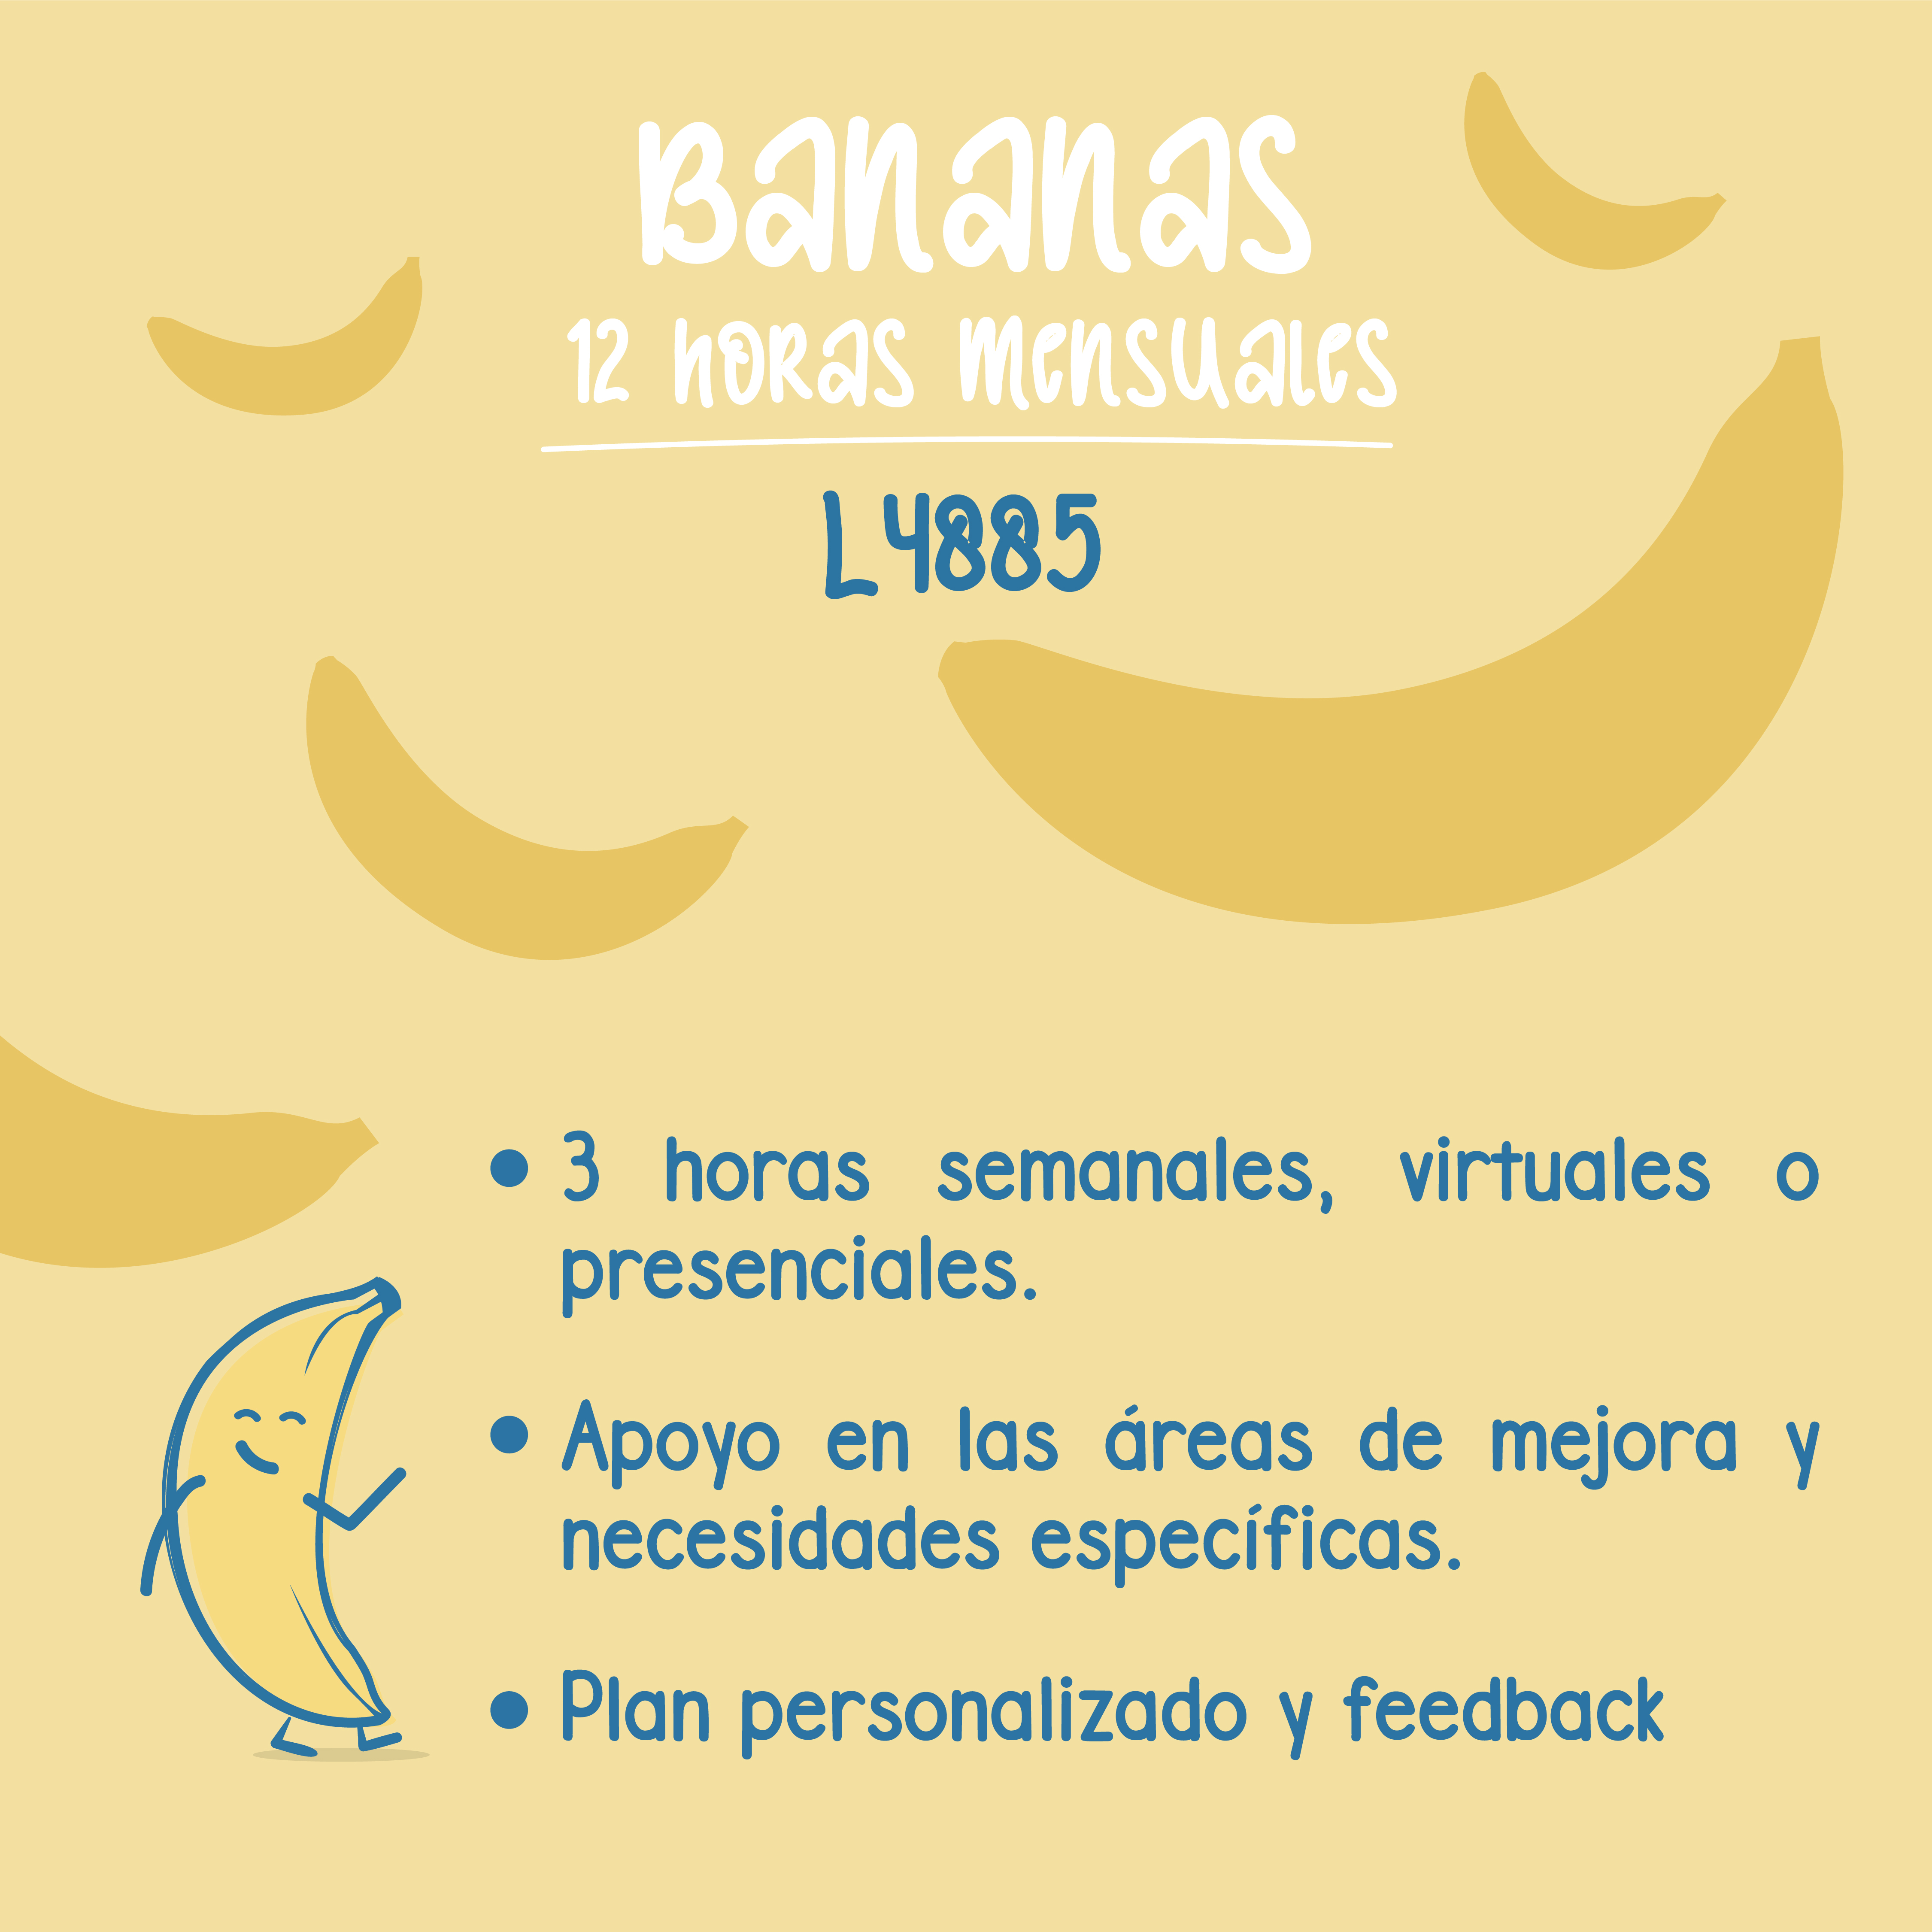 Bananas
12 horas mensuales
L4885
• 3 horas semanales, virtuales o
presenciales.
• Apoyo en las áreas de mejora y
necesidades específicas.
• Plan personalizado y feedback